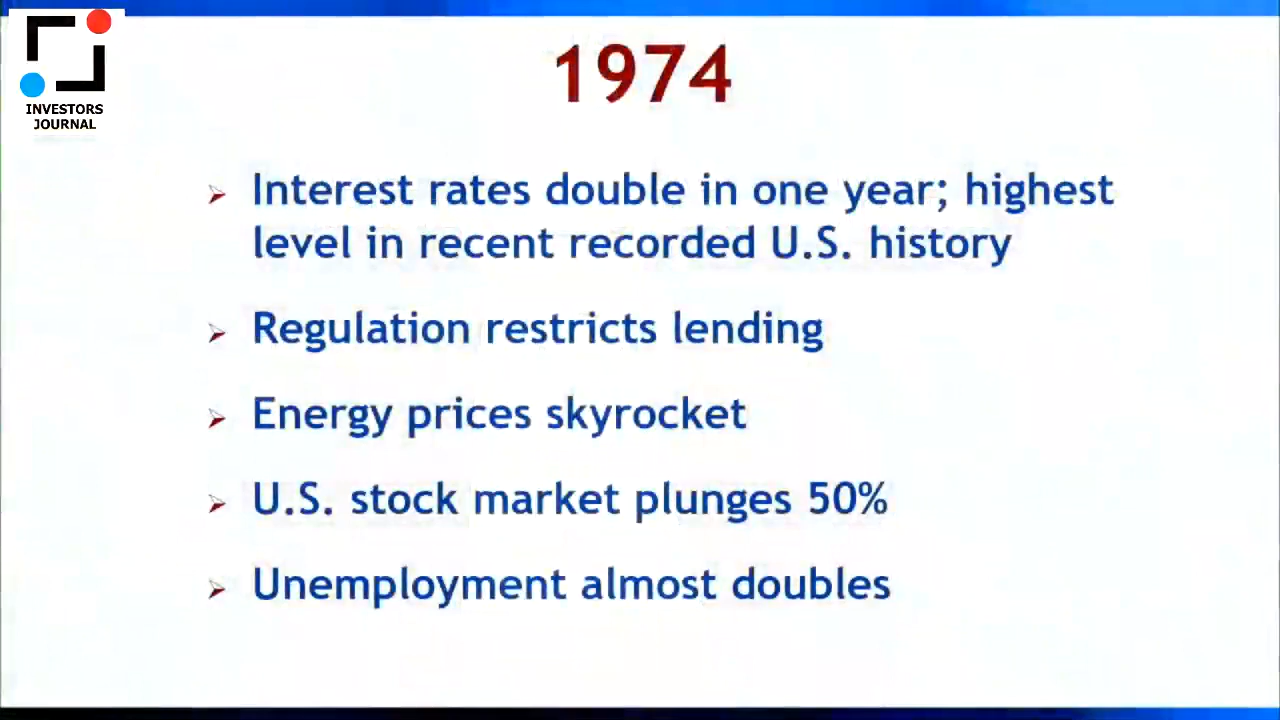 INVESTORS
JOURNAL
1974
Interest rates double in one year; highest
level in recent recorded U.S. history
Regulation restricts lending
Energy prices skyrocket
U.S. stock market plunges 50%
Unemployment almost doubles